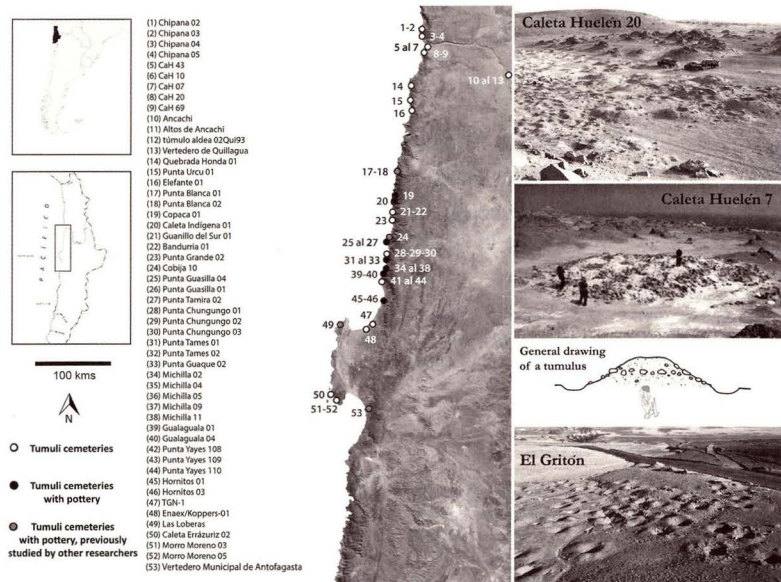 (1) Chipana 02
(2) Chipana 03
(3) Chipana 04
(4) Chipana 05
(5) CaH 43
(6) CaH 10
(7) CaH 07
(8) CaH 20
(9) CaH 69
(10) Ancachi
(11) Altos de Ancachi
(12) túmulo aldea 02Qui93
(13) Vertedero de Quillagua
(14) Quebrada Honda 01
(15) Punta Urcu 01
(16) Elefante 01
(17) Punta Blanca 01
(18) Punta Blanca 02
(19) Copaca 01
(20) Caleta Indígena 01
(21) Guanillo del Sur 01
(22) Bandurria 01
(23) Punta Grande 02
(24) Cobija 10
(25) Punta Guasilla 04
(26) Punta Guasilla 01
(27) Punta Tamira 02
(28) Punta Chungungo 01
(29) Punta Chungungo 02
(30) Punta Chungungo 03
(31) Punta Tames 01
(32) Punta Tames 02
(33) Punta Guaque 02
(34) Michilla 02
(35) Michilla 04
(36) Michilla 05
(37) Michilla 09
(38) Michilla 11
(39) Gualaguala 01
(40) Gualaguala 04
(42) Punta Yayes 108
(43) Punta Yayes 109
(44) Punta Yayes 110
(45) Hornitos 01
(46) Hornitos 03
(47) TGN-1
(48) Enaex/Koppers-01
(49) Las Loberas
(50) Caleta Errázuriz 02
(51) Morro Moreno 03
(52) Morro Moreno 05
(53) Vertedero Municipal de Antofagasta
PACÍFICO
100 kms
N
Tumuli cemeteries
Tumuli cemeteries
with pottery
Tumuli cemeteries
with pottery, previously
studied by other researchers
1-2
3-4
5 al 7
8-9
10 al 13
14
15
16
17-18
19
20
21-22
23
24
25 al 27
28-29-30
31 al 33
34 al 38
39-40
41 al 44
45-46
47
49
48
50
51-52
53
Caleta Huelén 20
Caleta Huelén 7
General drawing
of a tumulus
El Gritón